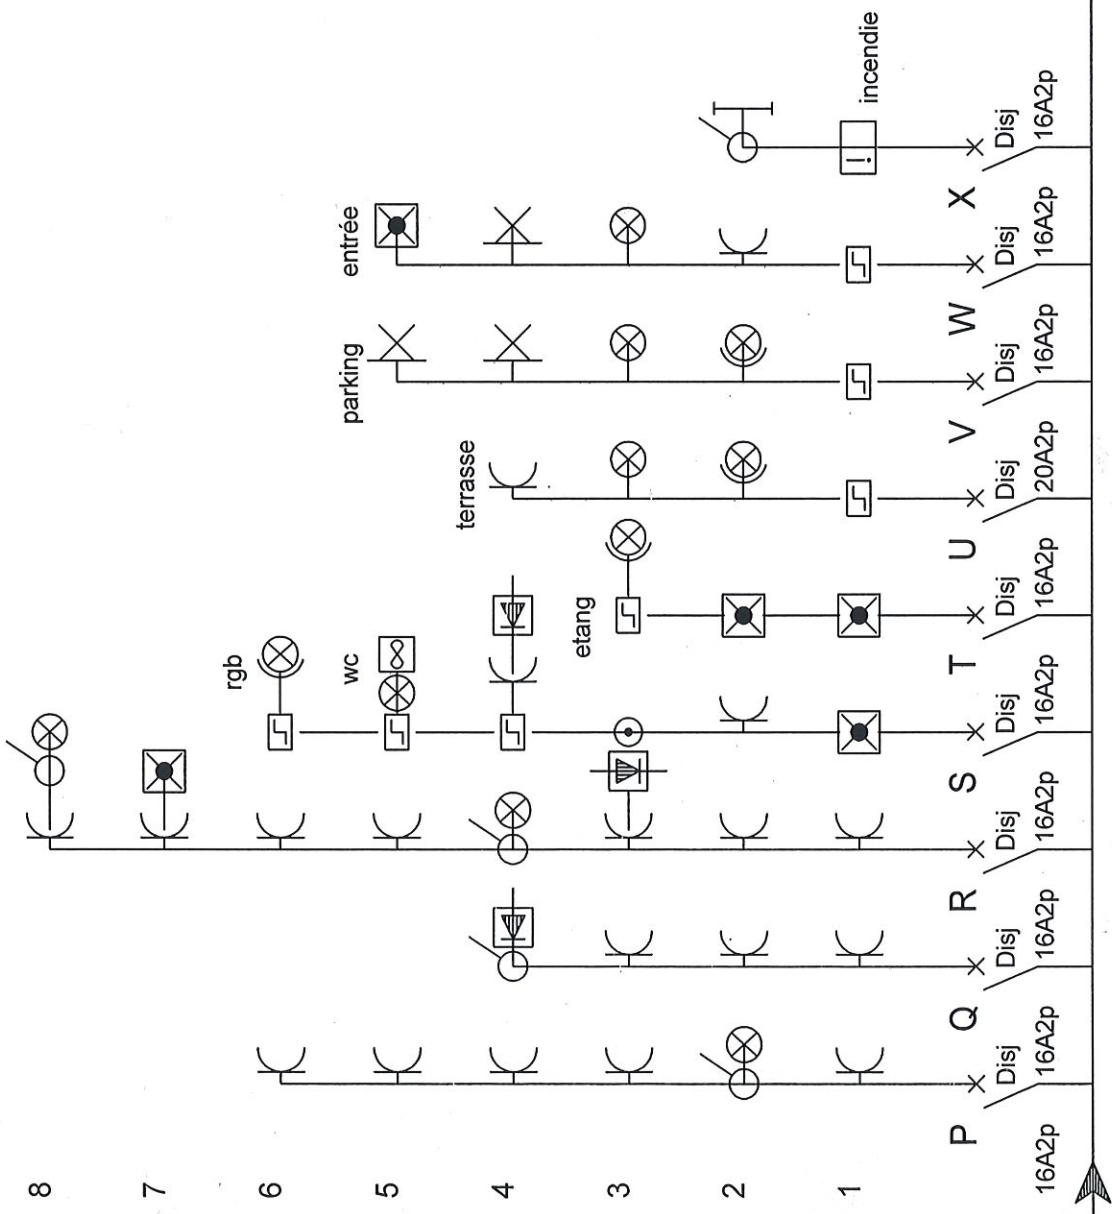 8
7
rgb
6
wc parking entrée
5
terrasse
4
etang
3
2
1 ! incendie
P Q R S T U V W X
Disj Disj Disj Disj Disj Disj Disj Disj Disj
16A2p 16A2p 16A2p 16A2p 16A2p 16A2p 20A2p 16A2p 16A2p 16A2p